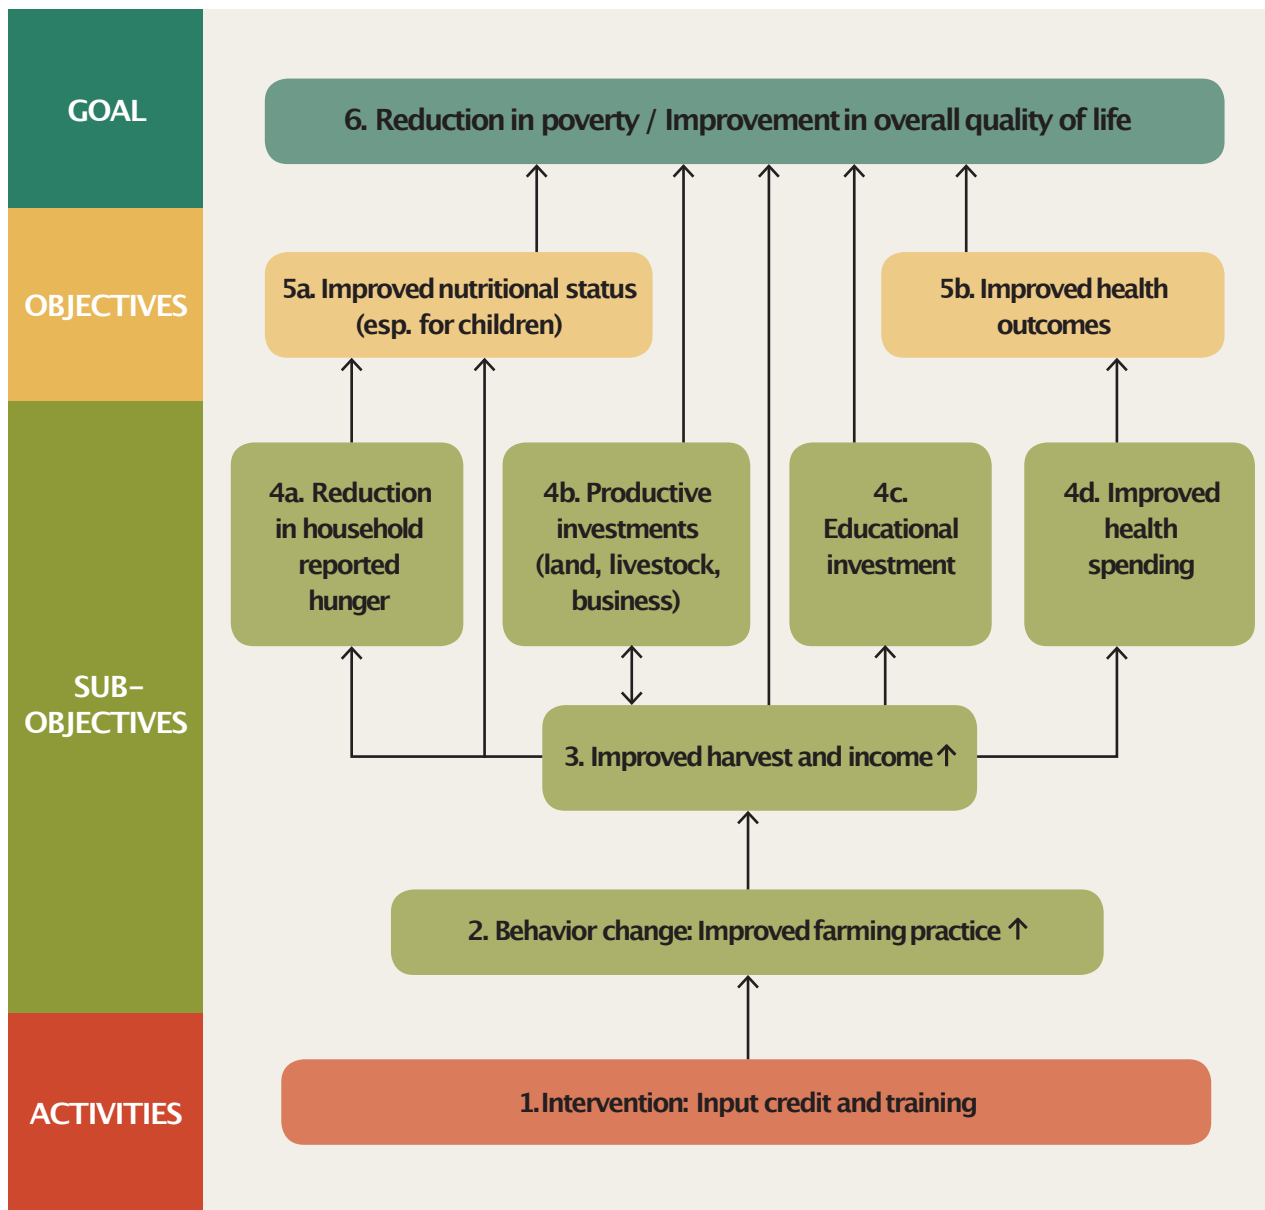 GOAL
6. Reduction in poverty / Improvement in overall quality of life
OBJECTIVES
5a. Improved nutritional status
(esp. for children)
5b. Improved health
outcomes
SUB–
OBJECTIVES
4a. Reduction
in household
reported
hunger
4b. Productive
investments
(land, livestock,
business)
4c.
Educational
investment
4d. Improved
health
spending
3. Improved harvest and income ↑
2. Behavior change: Improved farming practice ↑
ACTIVITIES
1. Intervention: Input credit and training